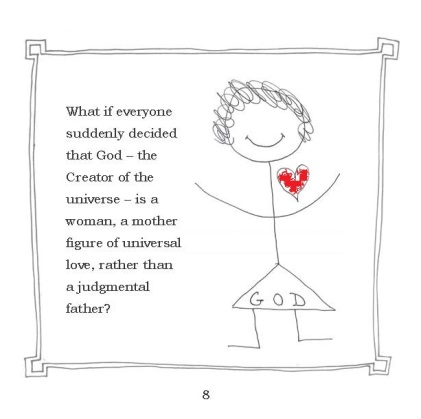 What if everyone
suddenly decided
that God – the
Creator of the
universe – is a
woman, a mother
figure of universal
love, rather than
a judgmental
father?
G O D
8